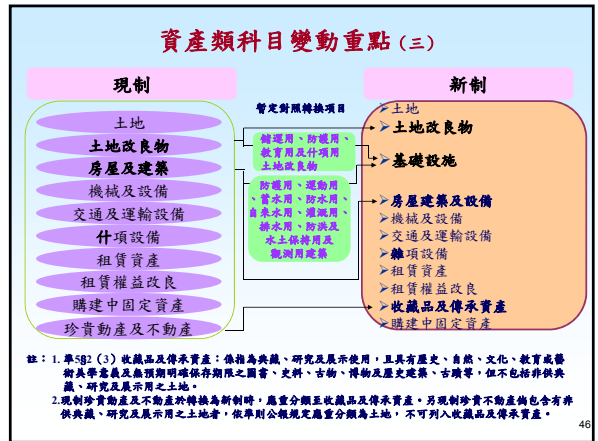 資產類科目變動重點(三)
現制
新制
暫定對照轉換項目
土地
土地改良物
房屋及建築
機械及設備
交通及運輸設備
什項設備
租賃資產
租賃權益改良
購建中固定資產
珍貴動產及不動產
儲運用、防護用、
教育用及什項用
土地改良物
防護用、運動用
、蓄水用、防水用、
自來水用、灌溉用、
排水用、防洪及
水土保持用及
觀測用建築
➢土地
➢土地改良物
➢基礎設施
➢房屋建築及設備
➢機械及設備
➢交通及運輸設備
➢雜項設備
➢租賃資產
➢租賃權益改良
➢收藏品及傳承資產
➢購建中固定資產
註：1. 準582（3）收藏品及傳承資產：係指為典藏、研究及展示使用，且具有歷史、自然、文化、教育或藝
術美學意義及無預期明確保存期限之圖書、史料、古物、博物及歷史建築、古蹟等，但不包括非供典
藏、研究及展示用之土地。
2.現制珍貴動產及不動產於轉換為新制時，應重分類至收藏品及傳承資產。另現制珍貴不動產倘包含有非
供典藏、研究及展示用之土地者，依準則公報規定應重分類為土地，不可列入收藏品及傳承資產。
46